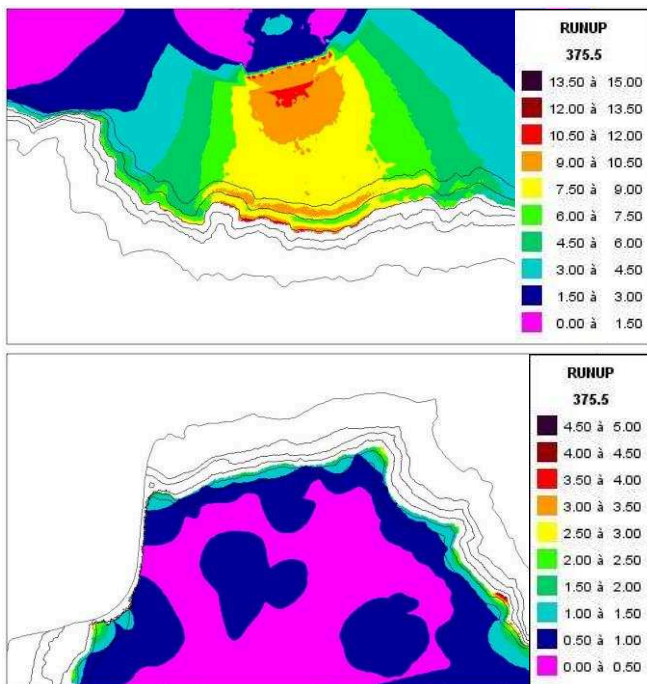 RUNUP
375.5
13.50 à 15.00
12.00 à 13.50
10.50 à 12.00
9.00 à 10.50
7.50 à 9.00
6.00 à 7.50
4.50 à 6.00
3.00 à 4.50
1.50 à 3.00
0.00 à 1.50
RUNUP
375.5
4.50 à 5.00
4.00 à 4.50
3.50 à 4.00
3.00 à 3.50
2.50 à 3.00
2.00 à 2.50
1.50 à 2.00
1.00 à 1.50
0.50 à 1.00
0.00 à 0.50